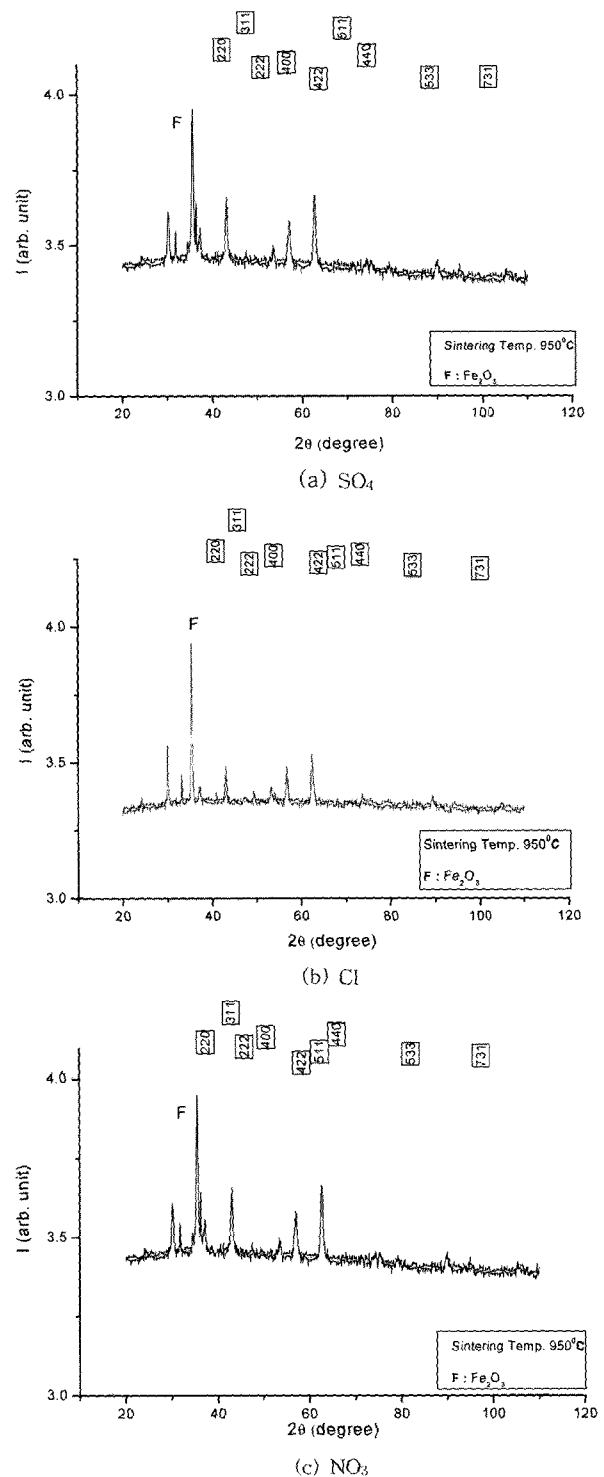 311
511
220
440
222
400
422
533
731
4.0
F
3.5
I (arb. unit)
Sintering Temp. 950°C
F : Fe₂O₃
3.0
20 40 60 80 100 120
2θ (degree)
(a) SO₄
311
220
222
400
422
511
440
533
731
4.0
F
3.5
I (arb. unit)
Sintering Temp. 950°C
F : Fe₂O₃
3.0
20 40 60 80 100 120
2θ (degree)
(b) Cl
311
220
222
400
422
511
440
533
731
4.0
F
3.5
I (arb. unit)
Sintering Temp. 950°C
F : Fe₂O₃
3.0
20 40 60 80 100 120
2θ (degree)
(c) NO₃